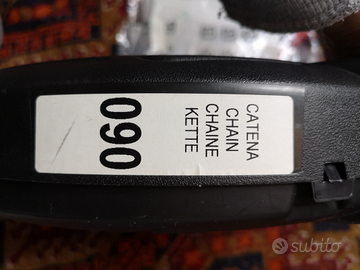 CATENA
CHAIN
CHAINE
KETTE
090
subito